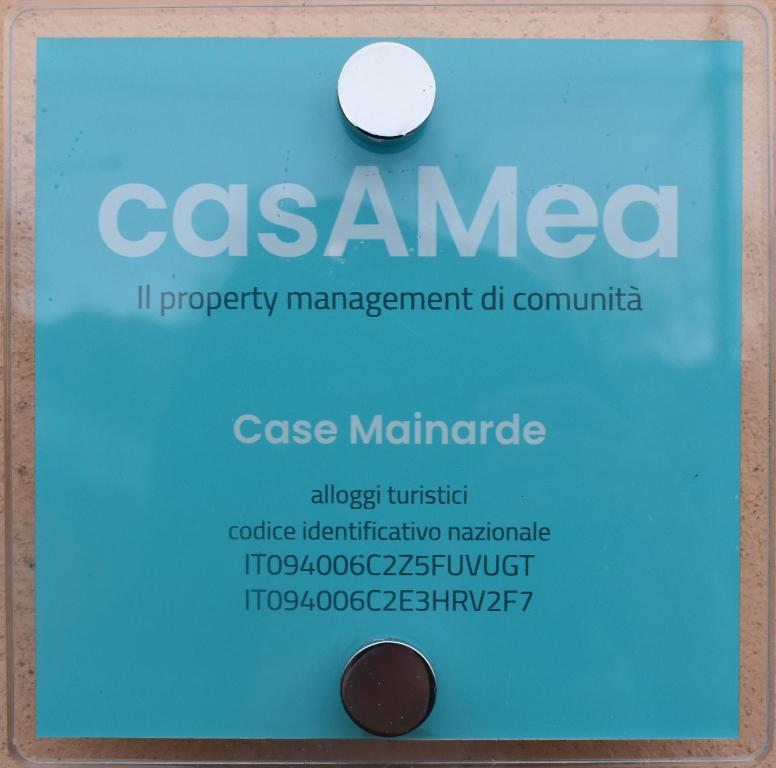 casAMea
Il property management di comunità
Case Mainarde
alloggi turistici
codice identificativo nazionale
IT094006C2Z5FUVUGT
IT094006C2E3HRV2F7